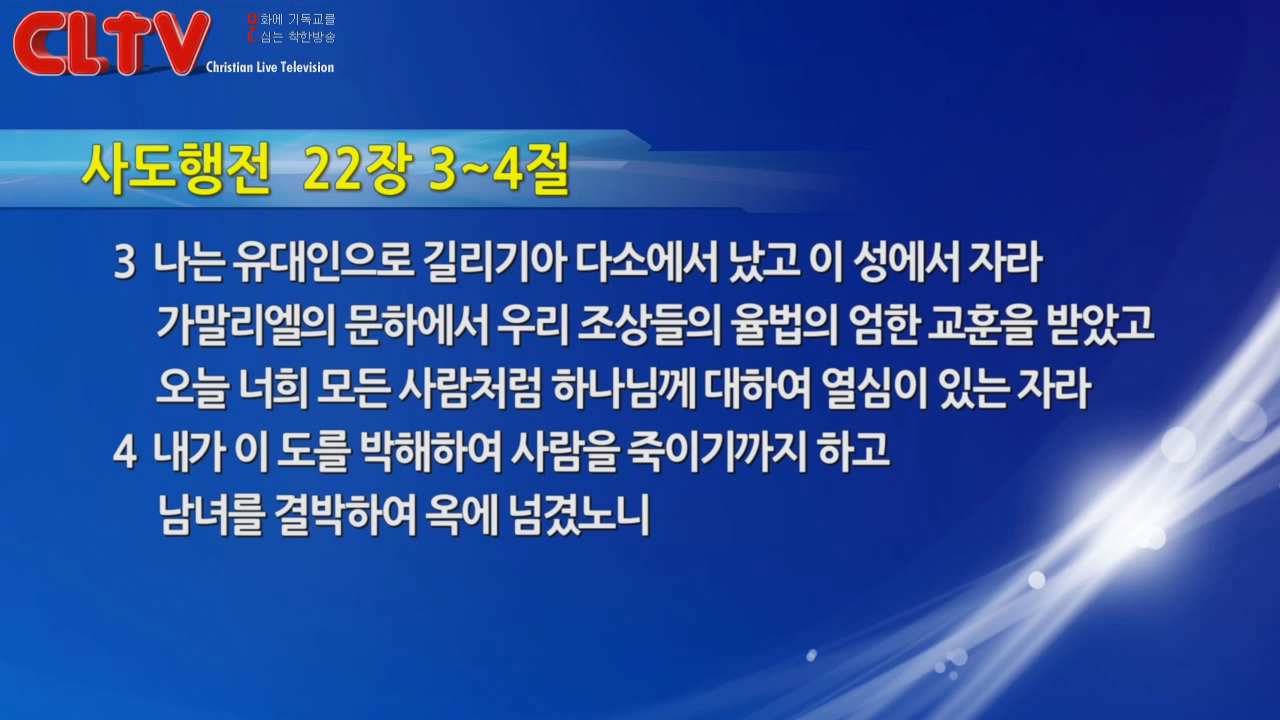 CLTV
문화에 기독교를
심는 착한방송
Christian Live Television
사도행전 22장 3~4절
3 나는 유대인으로 길리기아 다소에서 났고 이 성에서 자라
가말리엘의 문하에서 우리 조상들의 율법의 엄한 교훈을 받았고
오늘 너희 모든 사람처럼 하나님께 대하여 열심이 있는 자라
4 내가 이 도를 박해하여 사람을 죽이기까지 하고
남녀를 결박하여 옥에 넘겼노니